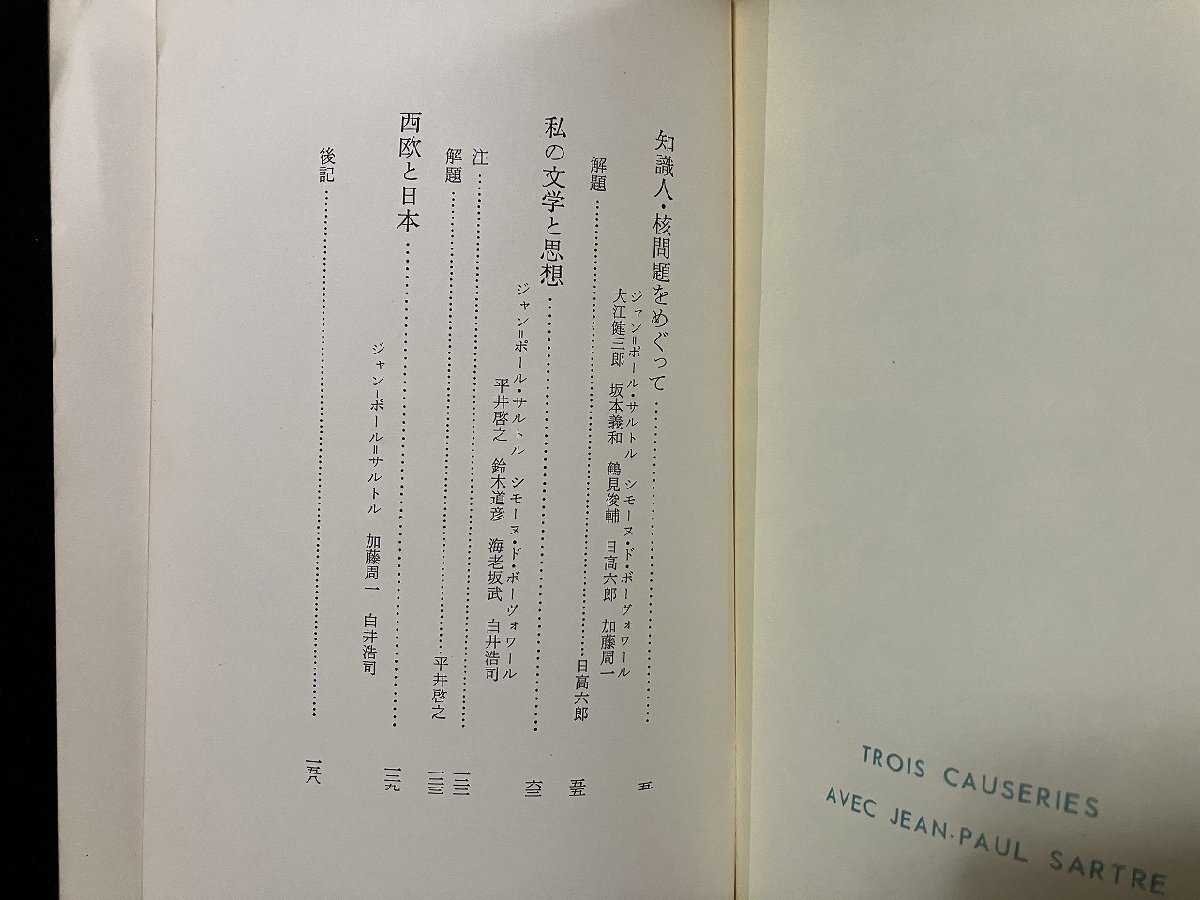 知識人・核問題をめぐって……………………………………五
ジャン=ポール・サルトル　シモーヌ・ド・ボーヴォワール
大江健三郎　坂本義和　鶴見俊輔　日高六郎　加藤周一
解題……………………………………日高六郎　五五
私の文学と思想……………………………………六三
ジャン=ポール・サルトル　シモーヌ・ド・ボーヴォワール
平井啓之　鈴木道彦　海老坂武　白井浩司
注……………………………………一二二
解題……………………………………平井啓之　一三三
西欧と日本……………………………………一三九
ジャン=ポール=サルトル　加藤周一　白井浩司
後記……………………………………一五八
TROIS CAUSERIES
AVEC JEAN-PAUL SARTRE